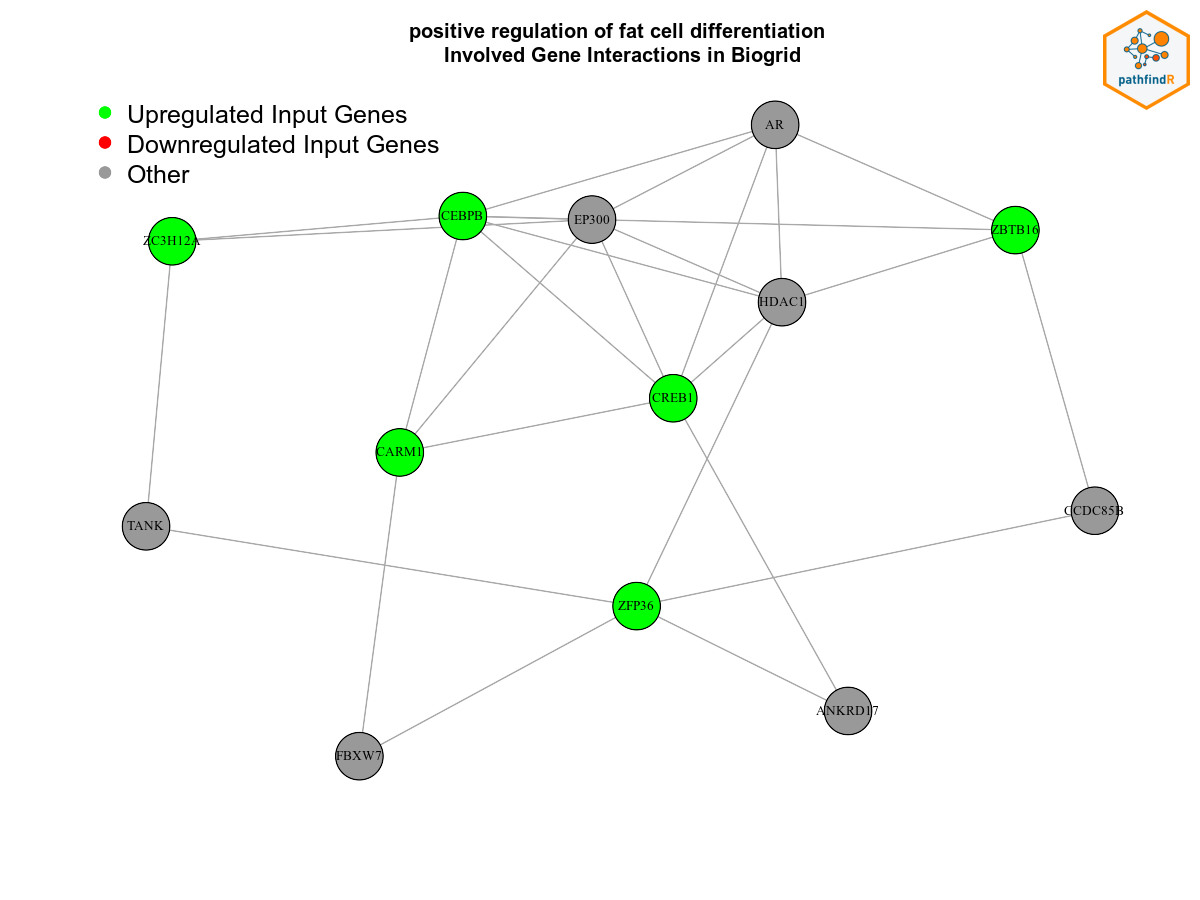 positive regulation of fat cell differentiation
Involved Gene Interactions in Biogrid
pathfindR
Upregulated Input Genes
Downregulated Input Genes
Other
AR
CEBPB
EP300
ZBTB16
ZC3H12A
HDAC1
CREB1
CARM1
CCDC85B
TANK
ZFP36
ANKRD17
FBXW7